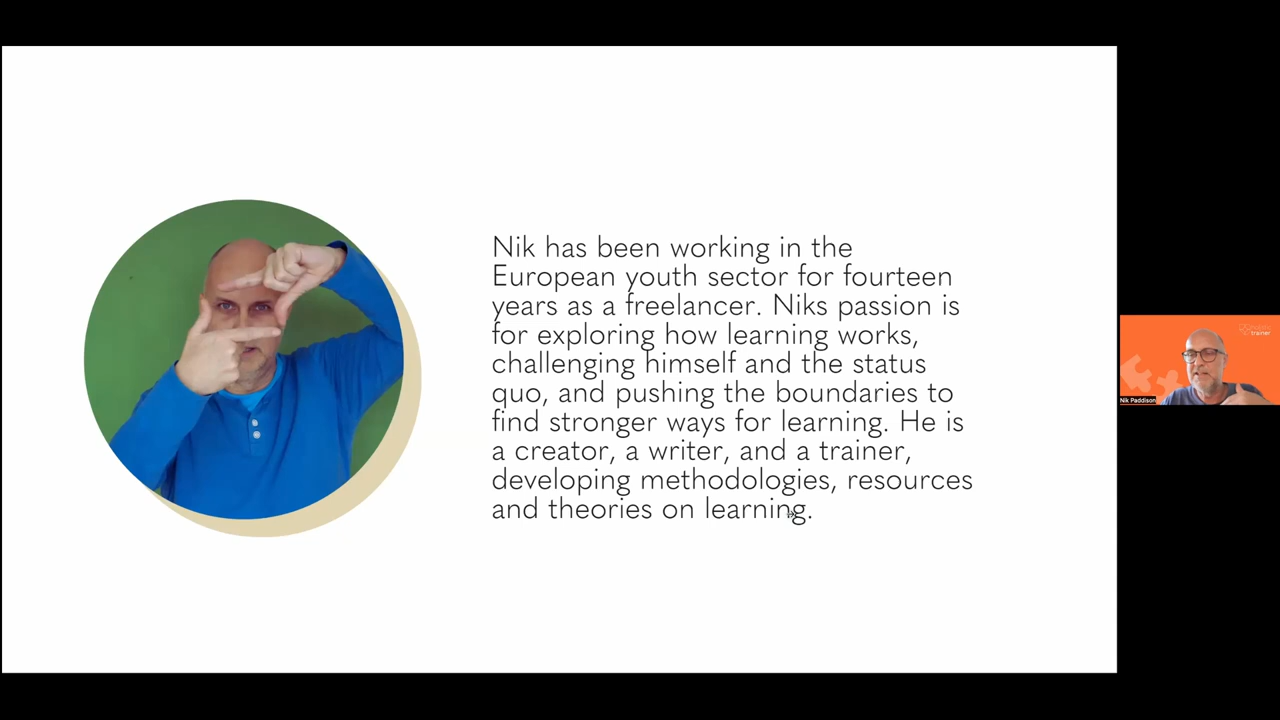 Nik has been working in the
European youth sector for fourteen
years as a freelancer. Niks passion is
for exploring how learning works,
challenging himself and the status
quo, and pushing the boundaries to
find stronger ways for learning. He is
a creator, a writer, and a trainer,
developing methodologies, resources
and theories on learning.
trainer
Nik Paddison